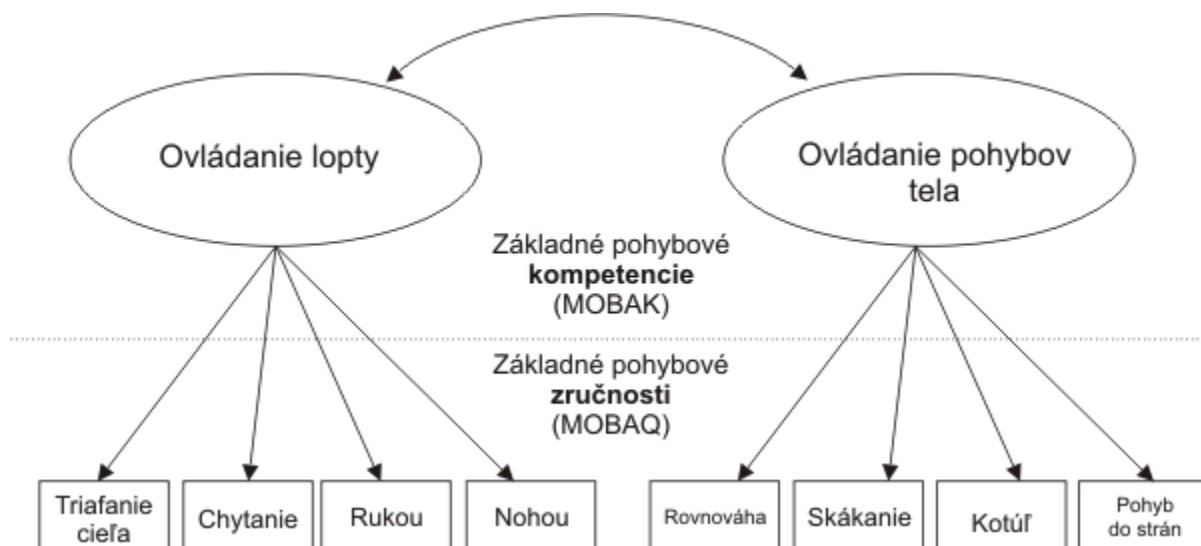 Ovládanie lopty
Ovládanie pohybov
tela
Základné pohybové
kompetencie
(MOBAK)
Základné pohybové
zručnosti
(MOBAQ)
Triafanie
cieľa
Chytanie
Rukou
Nohou
Rovnováha
Skákanie
Kotúľ
Pohyb
do strán